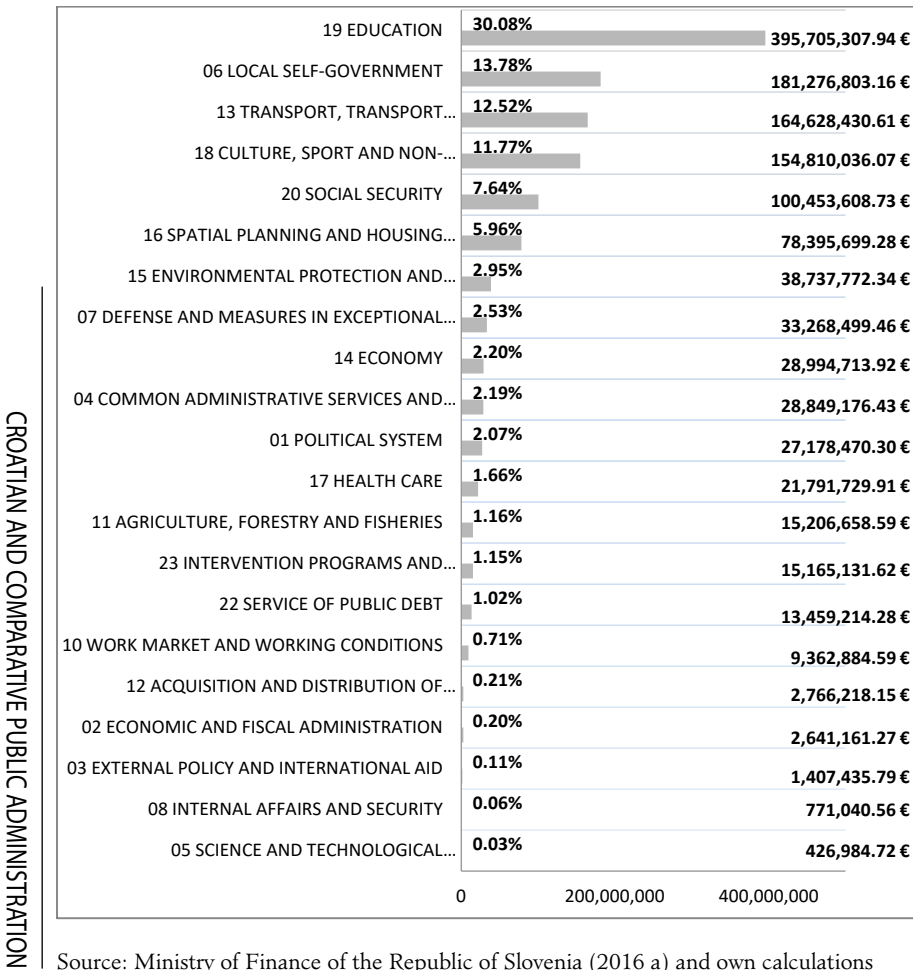 19 EDUCATION 30.08% 395,705,307.94 €
06 LOCAL SELF-GOVERNMENT 13.78% 181,276,803.16 €
13 TRANSPORT, TRANSPORT... 12.52% 164,628,430.61 €
18 CULTURE, SPORT AND NON-... 11.77% 154,810,036.07 €
20 SOCIAL SECURITY 7.64% 100,453,608.73 €
16 SPATIAL PLANNING AND HOUSING... 5.96% 78,395,699.28 €
15 ENVIRONMENTAL PROTECTION AND... 2.95% 38,737,772.34 €
07 DEFENSE AND MEASURES IN EXCEPTIONAL... 2.53% 33,268,499.46 €
14 ECONOMY 2.20% 28,994,713.92 €
04 COMMON ADMINISTRATIVE SERVICES AND... 2.19% 28,849,176.43 €
01 POLITICAL SYSTEM 2.07% 27,178,470.30 €
17 HEALTH CARE 1.66% 21,791,729.91 €
11 AGRICULTURE, FORESTRY AND FISHERIES 1.16% 15,206,658.59 €
23 INTERVENTION PROGRAMS AND... 1.15% 15,165,131.62 €
22 SERVICE OF PUBLIC DEBT 1.02% 13,459,214.28 €
10 WORK MARKET AND WORKING CONDITIONS 0.71% 9,362,884.59 €
12 ACQUISITION AND DISTRIBUTION OF... 0.21% 2,766,218.15 €
02 ECONOMIC AND FISCAL ADMINISTRATION 0.20% 2,641,161.27 €
03 EXTERNAL POLICY AND INTERNATIONAL AID 0.11% 1,407,435.79 €
08 INTERNAL AFFAIRS AND SECURITY 0.06% 771,040.56 €
05 SCIENCE AND TECHNOLOGICAL... 0.03% 426,984.72 €
0 200,000,000 400,000,000
CROATIAN AND COMPARATIVE PUBLIC ADMINISTRATION
Source: Ministry of Finance of the Republic of Slovenia (2016 a) and own calculations